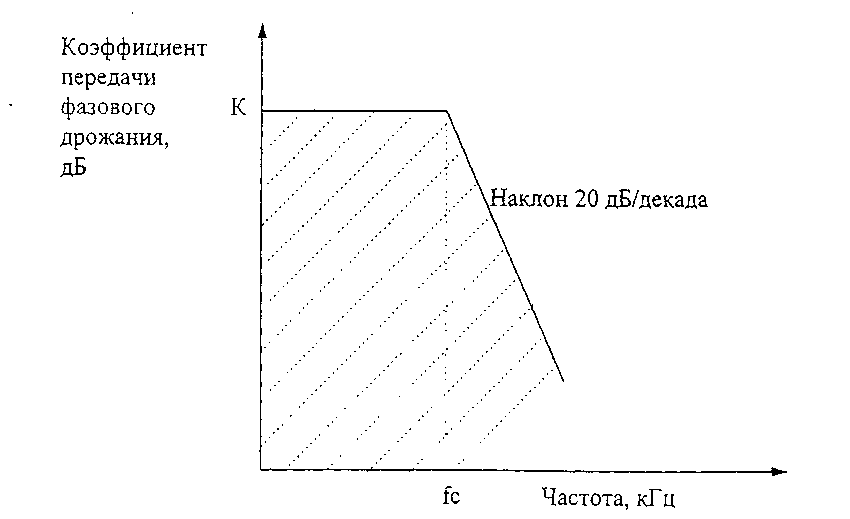 Коэффициент
передачи
фазового
дрожания,
дБ
К
Наклон 20 дБ/декада
fc
Частота, кГц